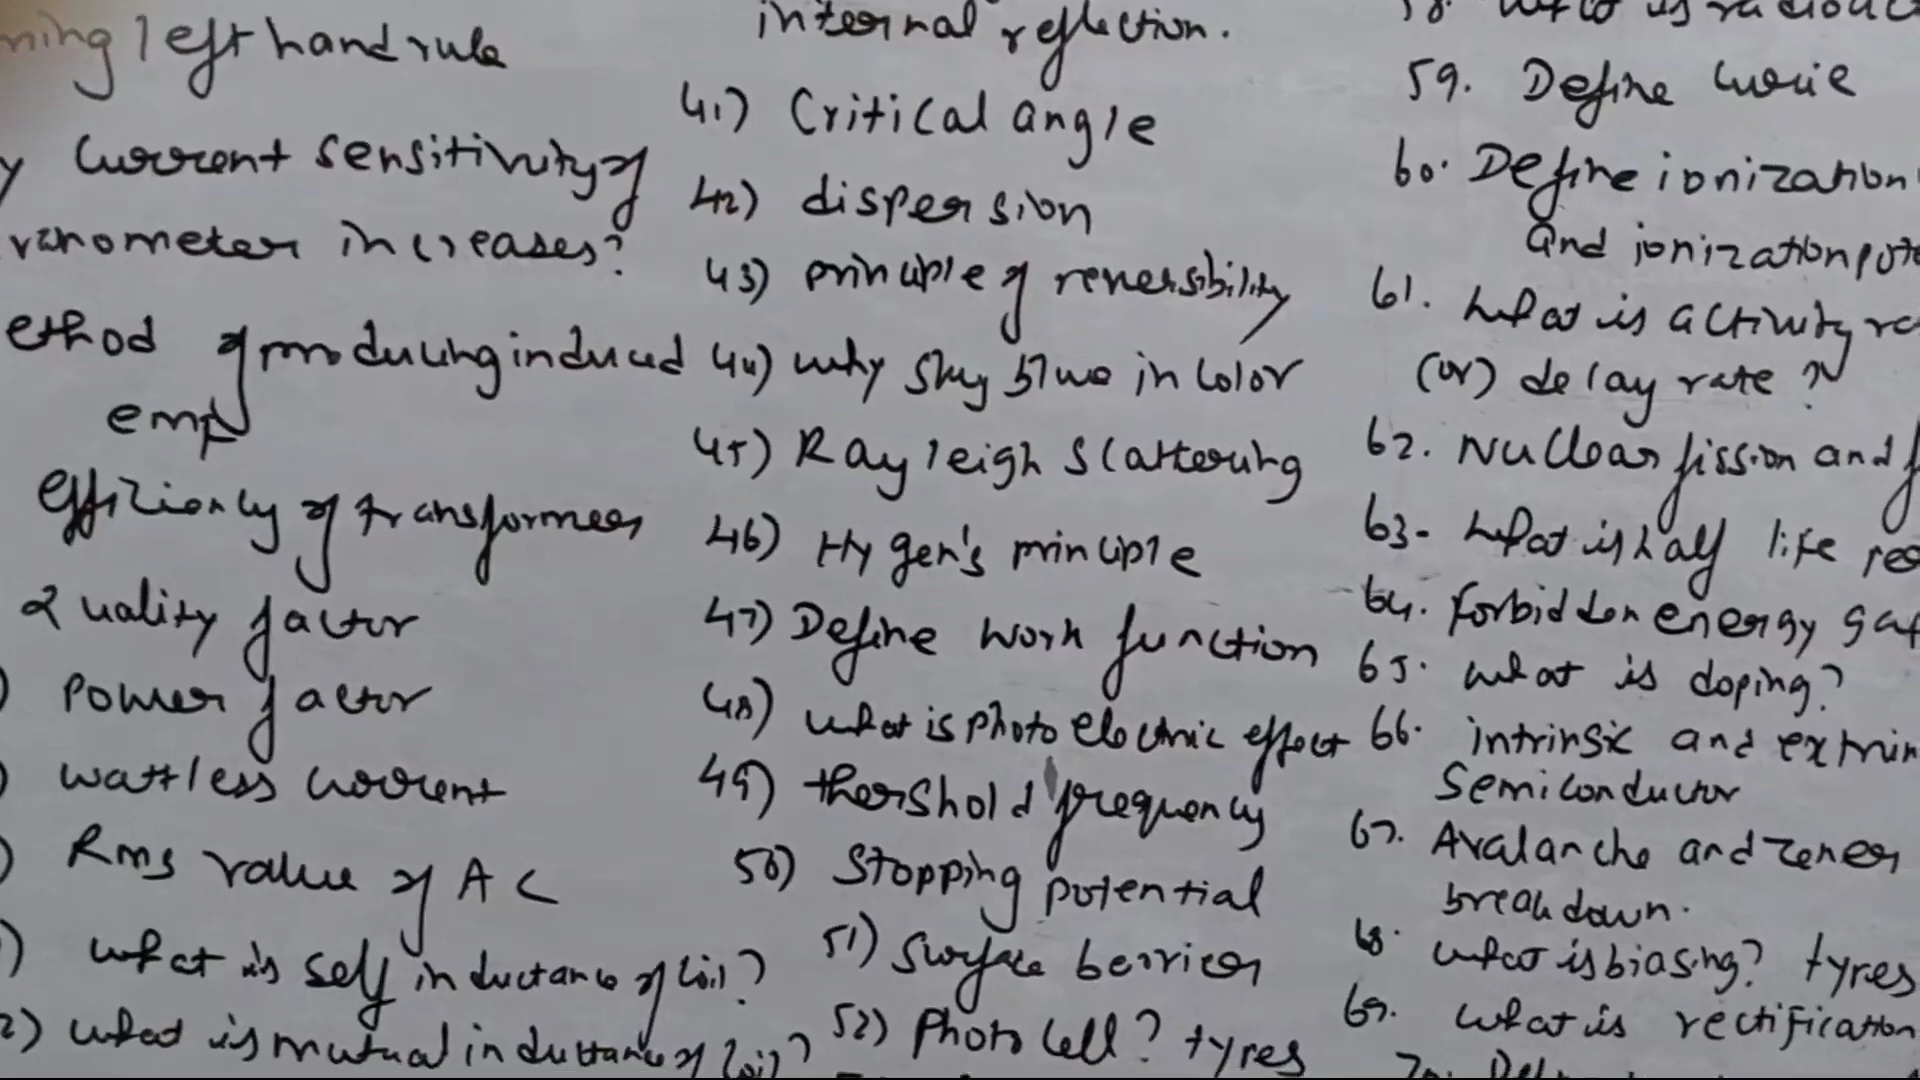 left hand rule
current sensitivity of
increases?
of producing induced
emf
efficiency of transformer
Quality factor
Power factor
wattless current
Rms value of AC
what is self inductance of coil?
2) what is mutual inductance of coil?
internal reflection.
41) Critical angle
42) dispersion
43) principle of reversibility
44) why sky blue in color
45) Rayleigh Scattering
46) Hygen's principle
47) Define work function
48) what is photo electric effect
49) thershold frequency
50) Stopping potential
51) Surface berrier
52) Photo cell? types
59. Define curie
60. Define ionization
and ionization
61. what is activity
(or) delay rate?
62. Nuclear fission and
63. what is half life
64. forbidden energy gap
65. what is doping?
66. intrinsic and
Semiconductor
67. Avalanche and zener
breakdown.
68. what is biasing? types
69. what is rectification